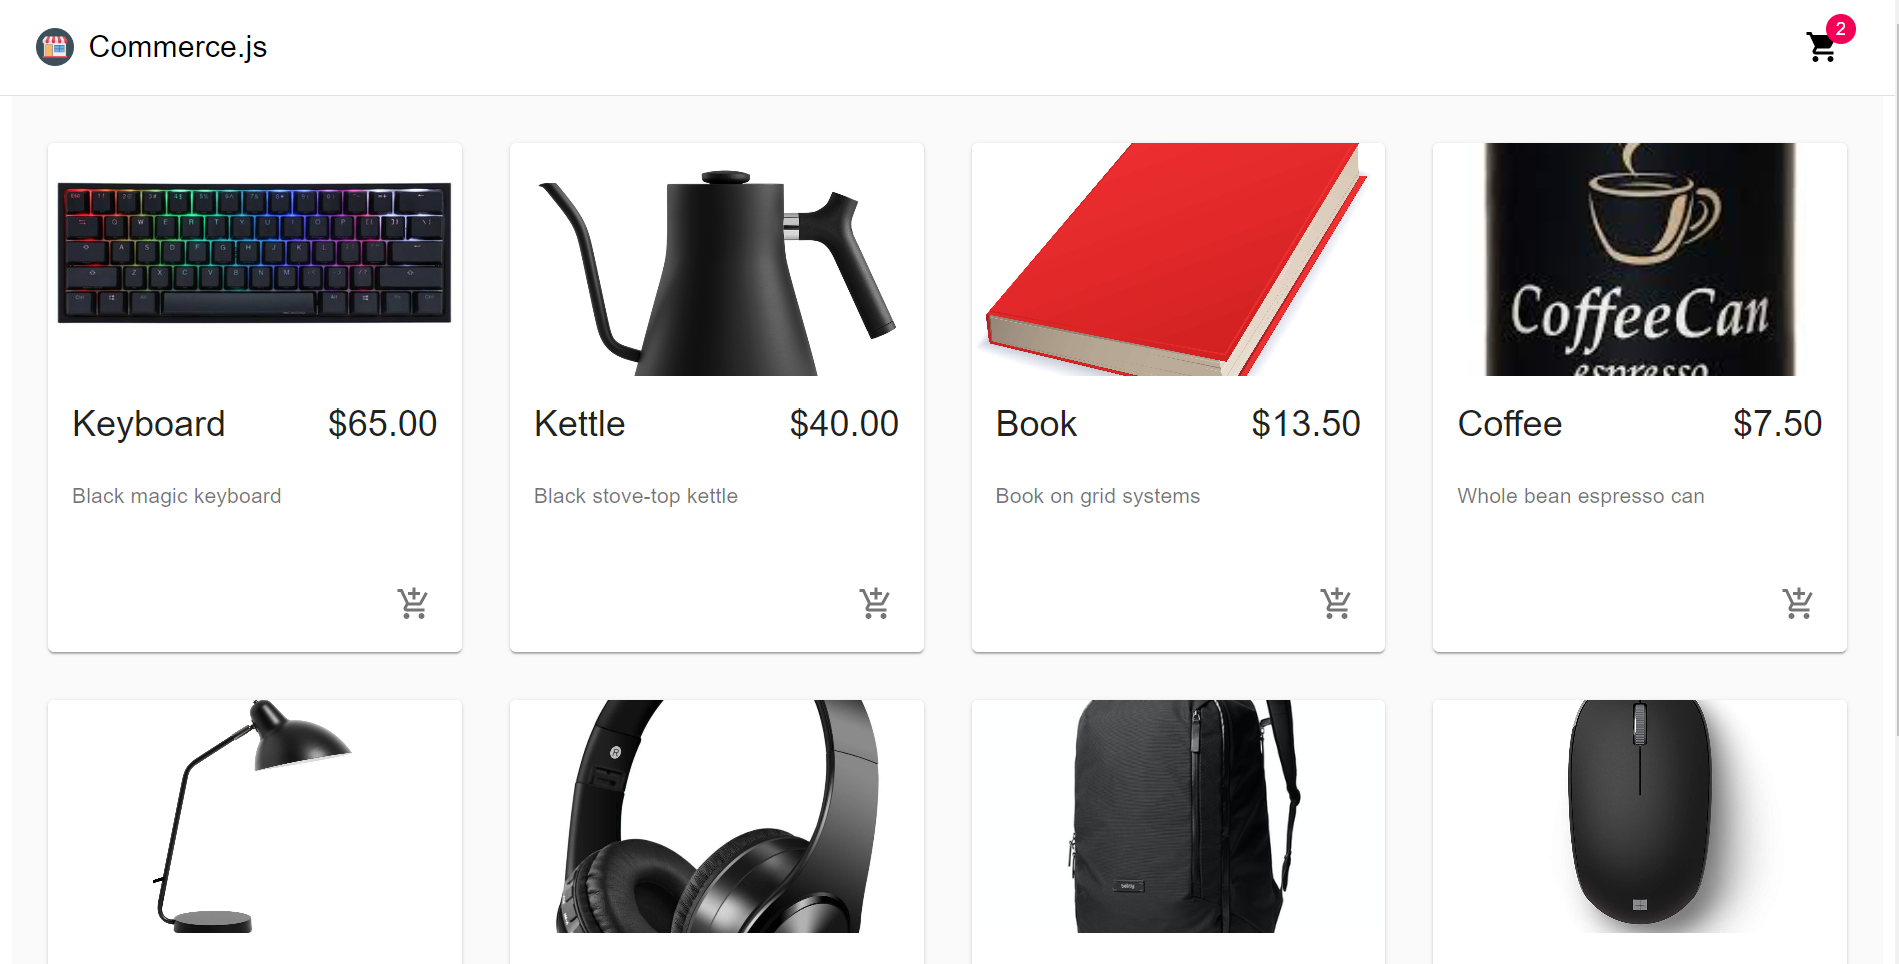 Commerce.js
2
CoffeeCan
espresso
Keyboard $65.00
Kettle $40.00
Book $13.50
Coffee $7.50
Black magic keyboard
Black stove-top kettle
Book on grid systems
Whole bean espresso can